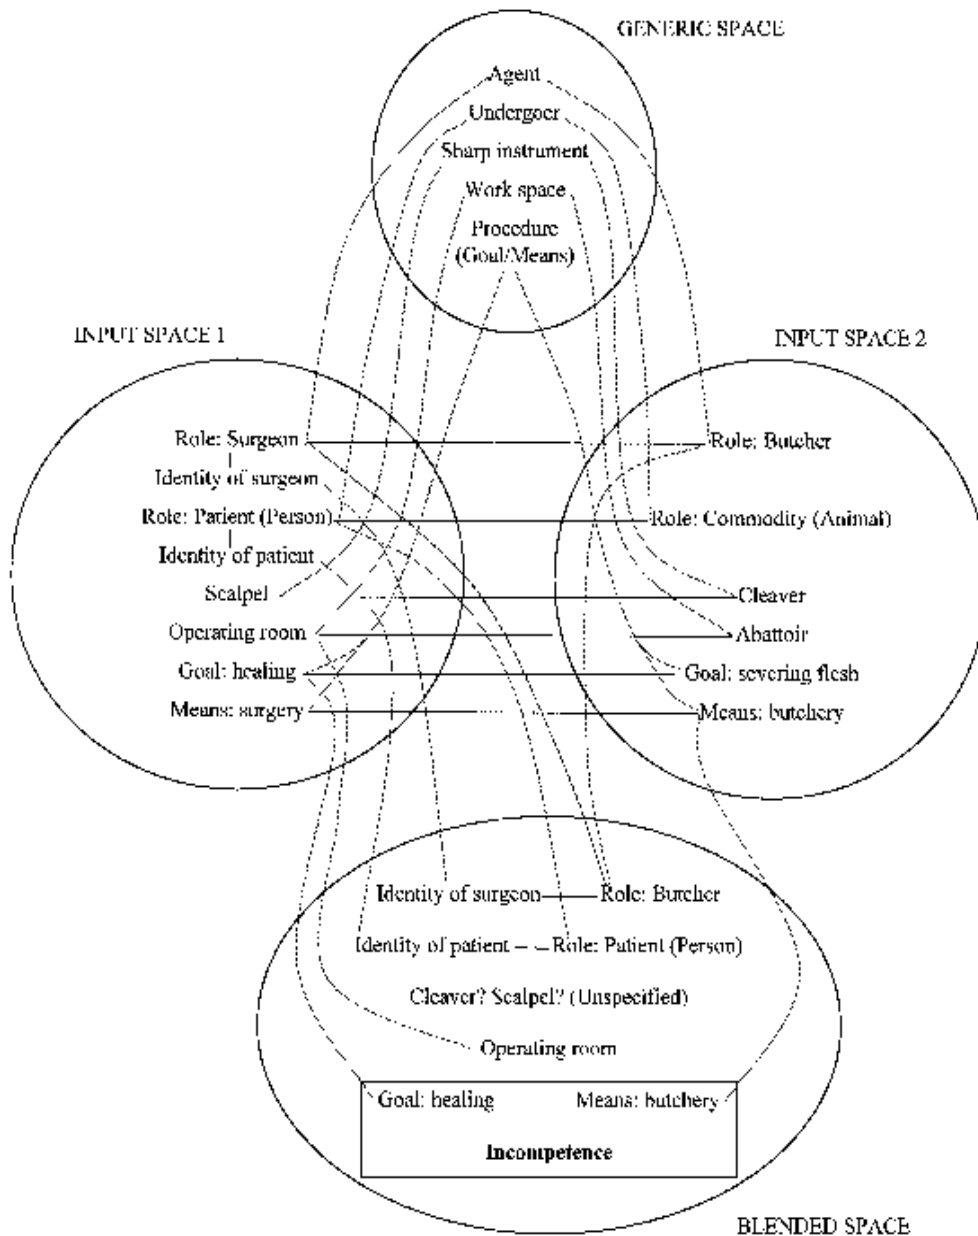 GENERIC SPACE
Agent
Undergoer
Sharp instrument
Work space
Procedure
(Goal/Means)
INPUT SPACE 1
INPUT SPACE 2
Role: Surgeon
Identity of surgeon
Role: Patient (Person)
Identity of patient
Scalpel
Operating room
Goal: healing
Means: surgery
Role: Butcher
Role: Commodity (Animal)
Cleaver
Abattoir
Goal: severing flesh
Means: butchery
Identity of surgeon
Role: Butcher
Identity of patient
Role: Patient (Person)
Cleaver? Scalpel? (Unspecified)
Operating room
Goal: healing
Means: butchery
Incompetence
BLENDED SPACE